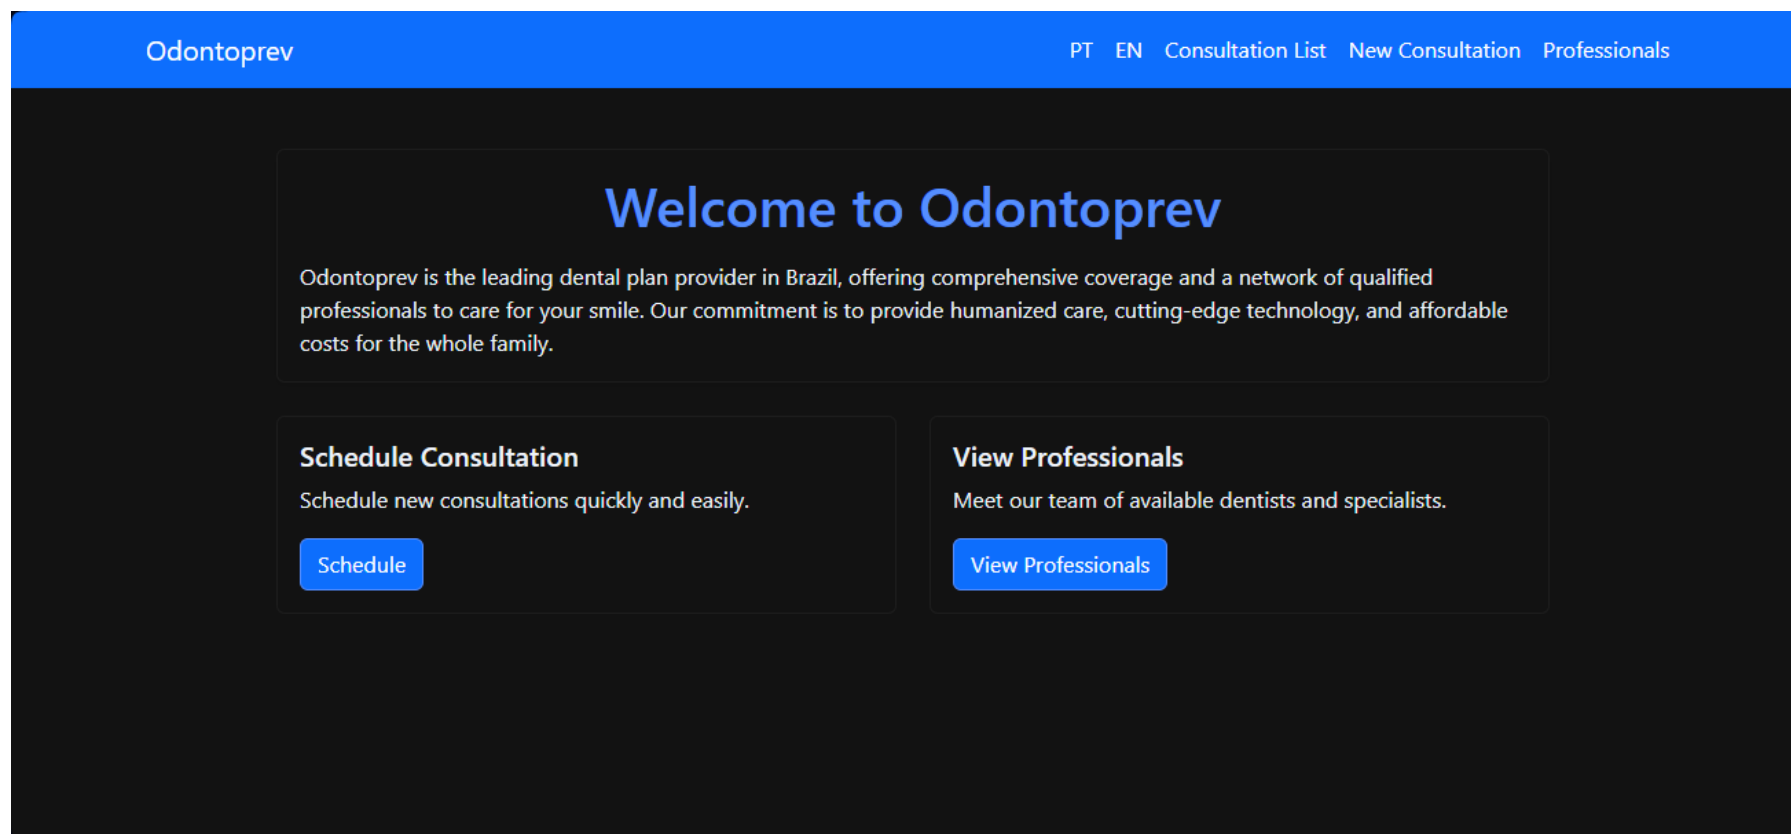 Odontoprev
PT EN Consultation List New Consultation Professionals
Welcome to Odontoprev
Odontoprev is the leading dental plan provider in Brazil, offering comprehensive coverage and a network of qualified
professionals to care for your smile. Our commitment is to provide humanized care, cutting-edge technology, and affordable
costs for the whole family.
Schedule Consultation
Schedule new consultations quickly and easily.
Schedule
View Professionals
Meet our team of available dentists and specialists.
View Professionals